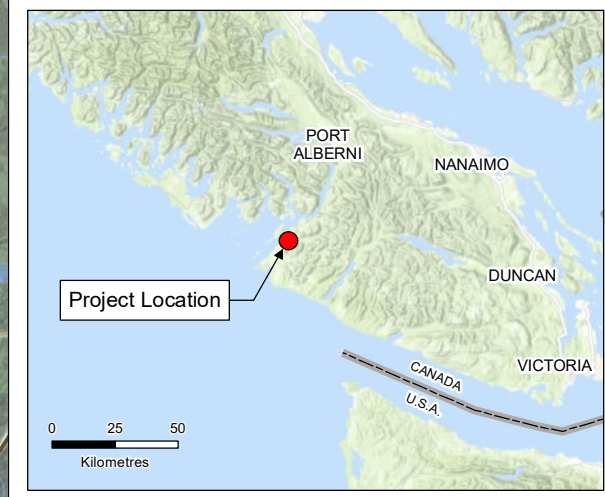 PORT
ALBERNI
NANAIMO
Project Location
DUNCAN
VICTORIA
CANADA
U.S.A.
0 25 50
Kilometres